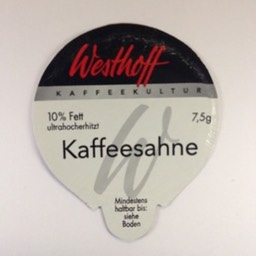 Westhoff
KAFFEEKULTUR
10% Fett 7,5g
ultrahocherhitzt
Kaffeesahne
Mindestens
haltbar bis:
siehe
Boden